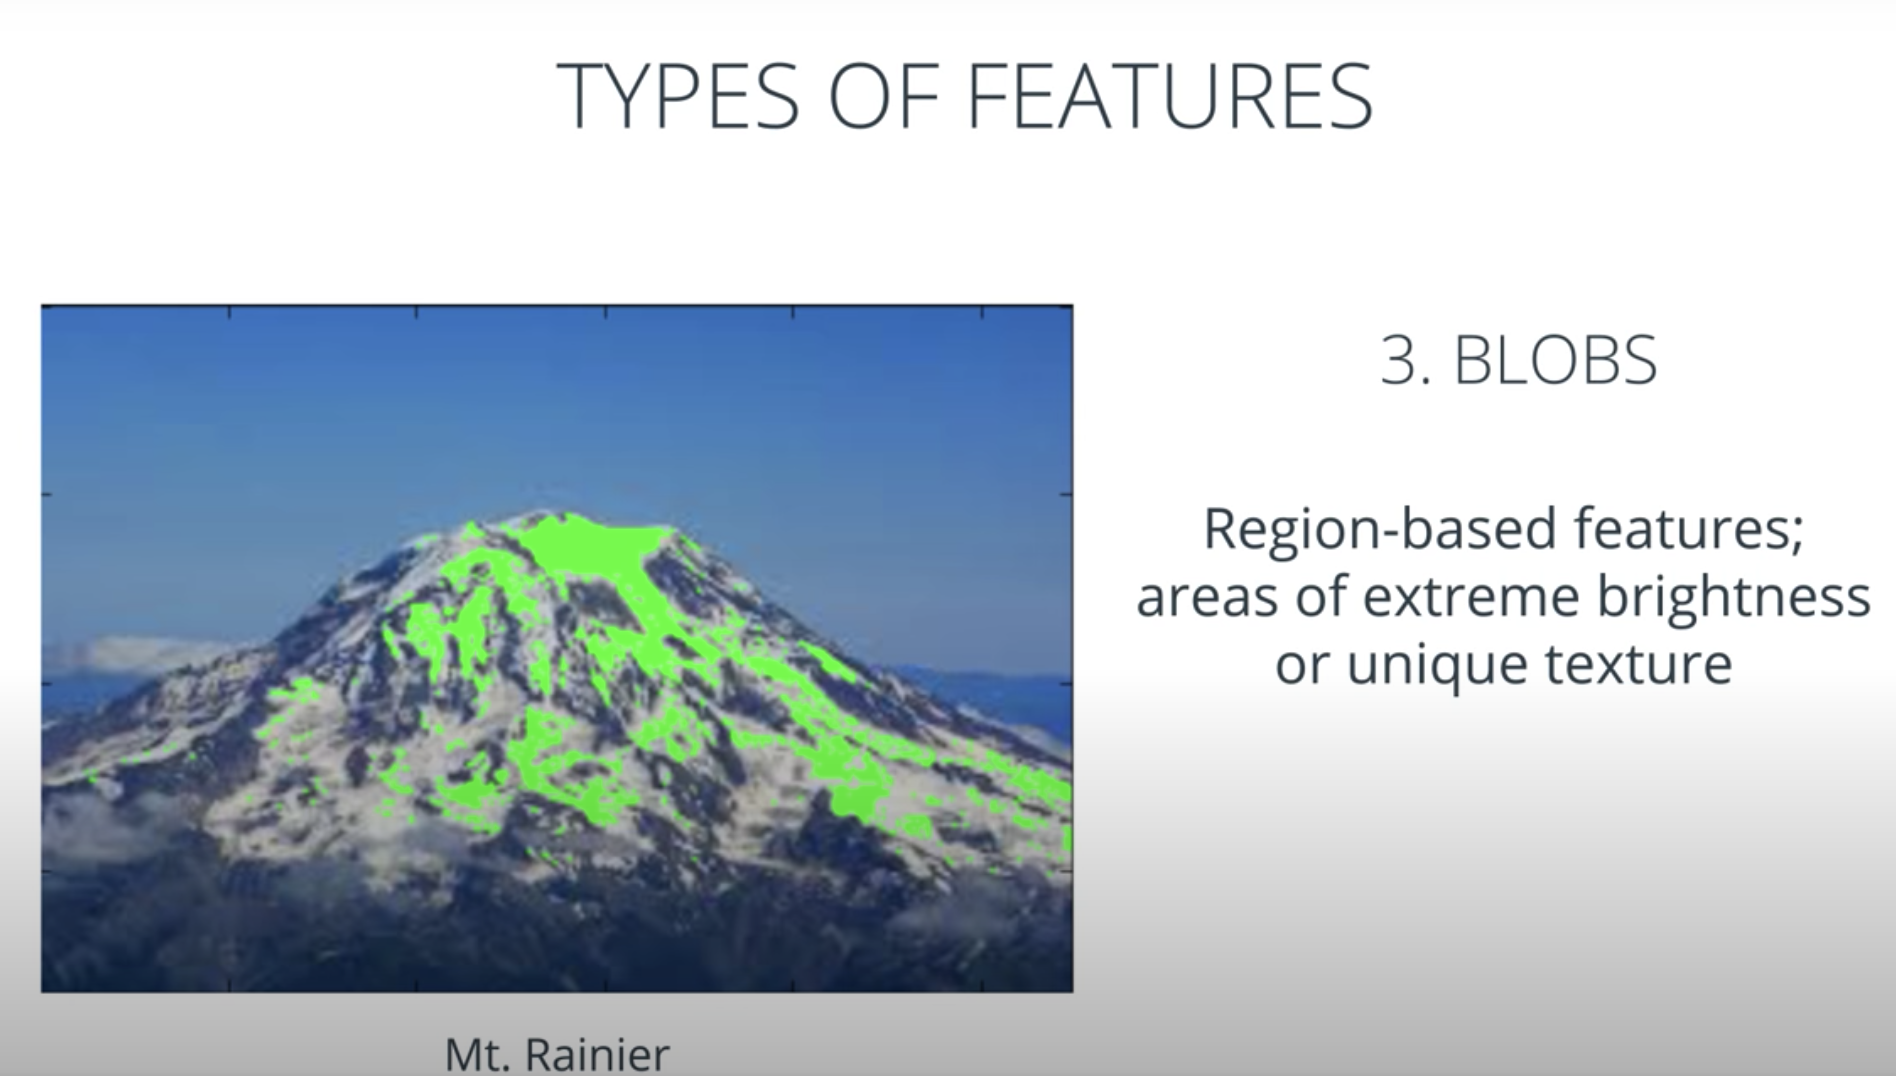 TYPES OF FEATURES
3. BLOBS
Region-based features;
areas of extreme brightness
or unique texture
Mt. Rainier